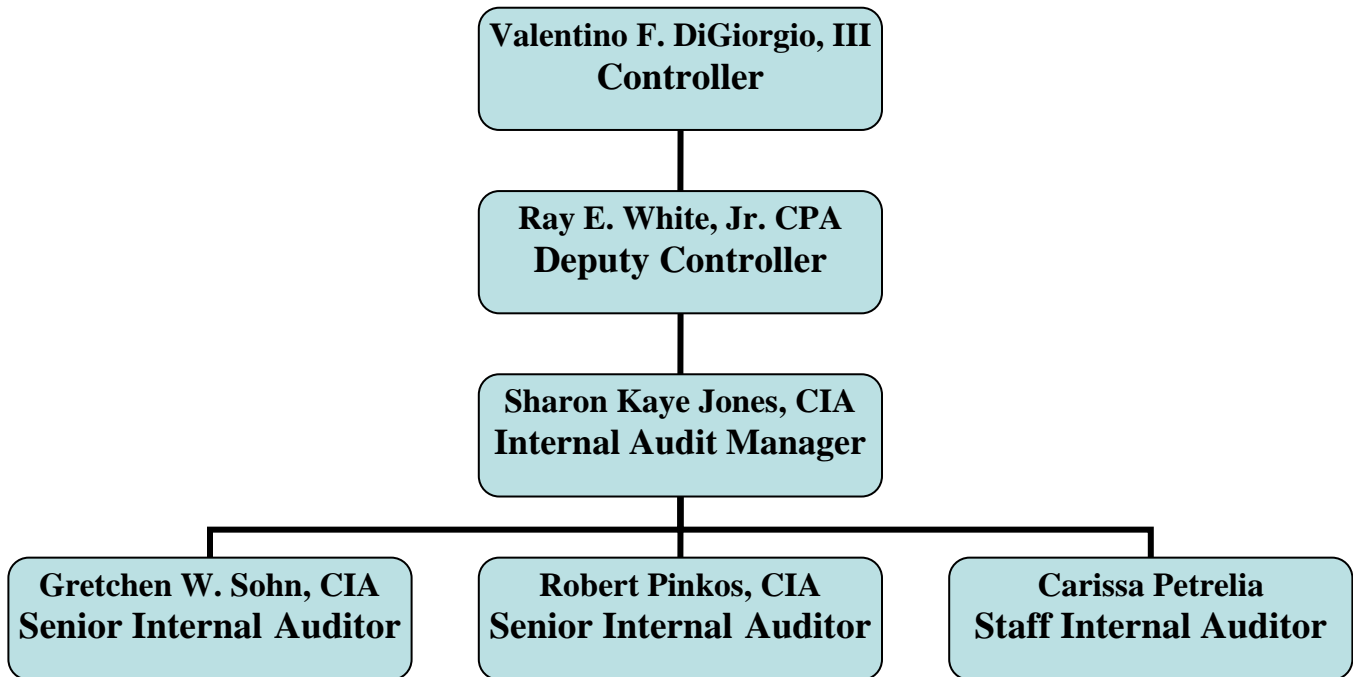 Valentino F. DiGiorgio, III
Controller
Ray E. White, Jr. CPA
Deputy Controller
Sharon Kaye Jones, CIA
Internal Audit Manager
Gretchen W. Sohn, CIA
Senior Internal Auditor
Robert Pinkos, CIA
Senior Internal Auditor
Carissa Petrelia
Staff Internal Auditor